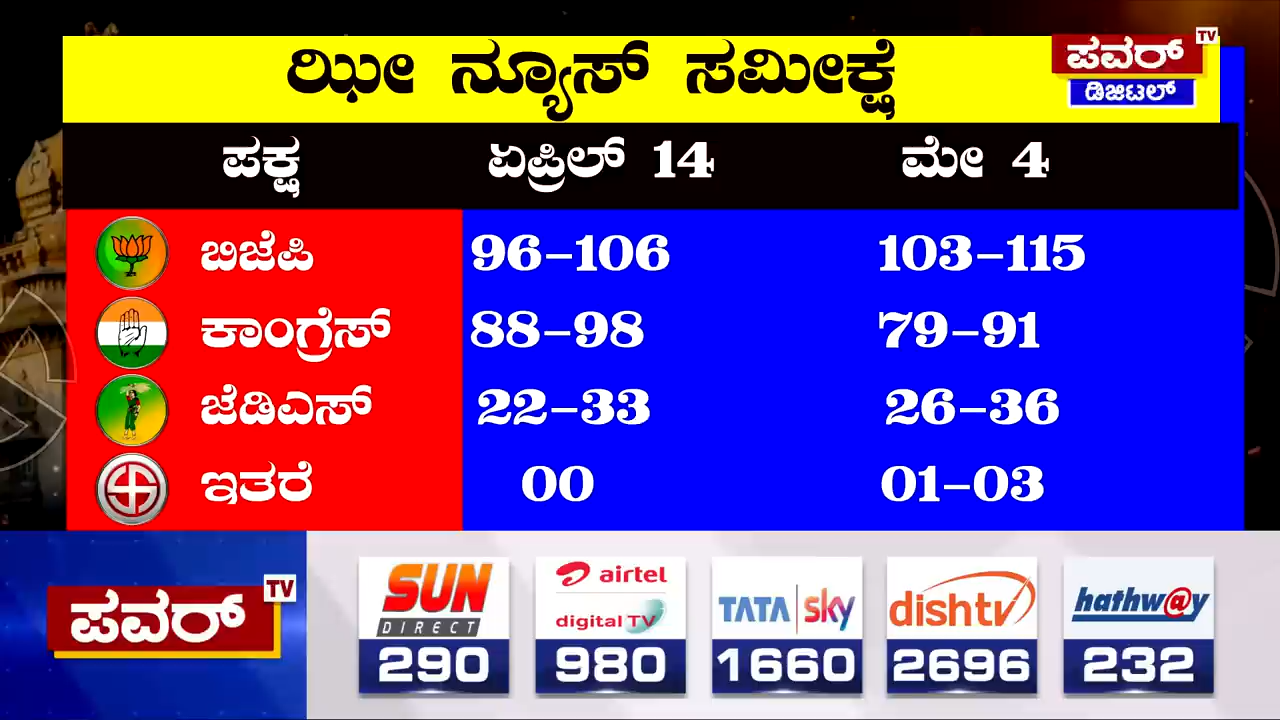 ಝೀ ನ್ಯೂಸ್ ಸಮೀಕ್ಷೆ
ಪವರ್ TV
ಡಿಜಿಟಲ್
ಪಕ್ಷ ಏಪ್ರಿಲ್ 14 ಮೇ 4
ಬಿಜೆಪಿ 96-106 103-115
ಕಾಂಗ್ರೆಸ್ 88-98 79-91
ಜೆಡಿಎಸ್ 22-33 26-36
ಇತರೆ 00 01-03
ಪವರ್ TV
SUN DIRECT 290
airtel digital TV 980
TATA sky 1660
dishtv 2696
hathw@y 232